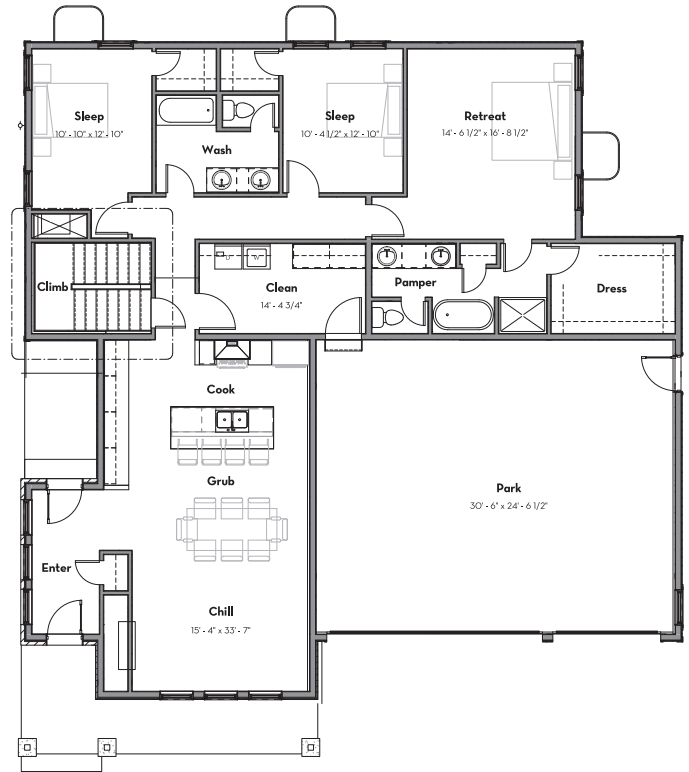 Sleep
10' - 10" x 12' - 10"
Sleep
10' - 4 1/2" x 12' - 10"
Retreat
14' - 6 1/2" x 16' - 8 1/2"
Wash
Climb
Clean
14' - 4 3/4"
Pamper
Dress
Cook
Grub
Park
30' - 6" x 24' - 6 1/2"
Enter
Chill
15' - 4" x 33' - 7"